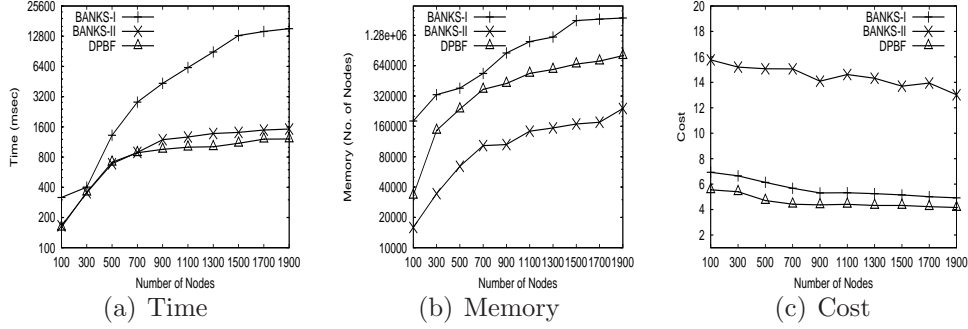 BANKS-I
BANKS-II
DPBF
25600
12800
6400
3200
1600
800
400
200
100
Time (msec)
100 300 500 700 900 1100 1300 1500 1700 1900
Number of Nodes
(a) Time
BANKS-I
BANKS-II
DPBF
1.28e+06
640000
320000
160000
80000
40000
20000
10000
Memory (No. of Nodes)
100 300 500 700 900 1100 1300 1500 1700 1900
Number of Nodes
(b) Memory
BANKS-I
BANKS-II
DPBF
20
18
16
14
12
10
8
6
4
2
Cost
100 300 500 700 900 1100 1300 1500 1700 1900
Number of Nodes
(c) Cost